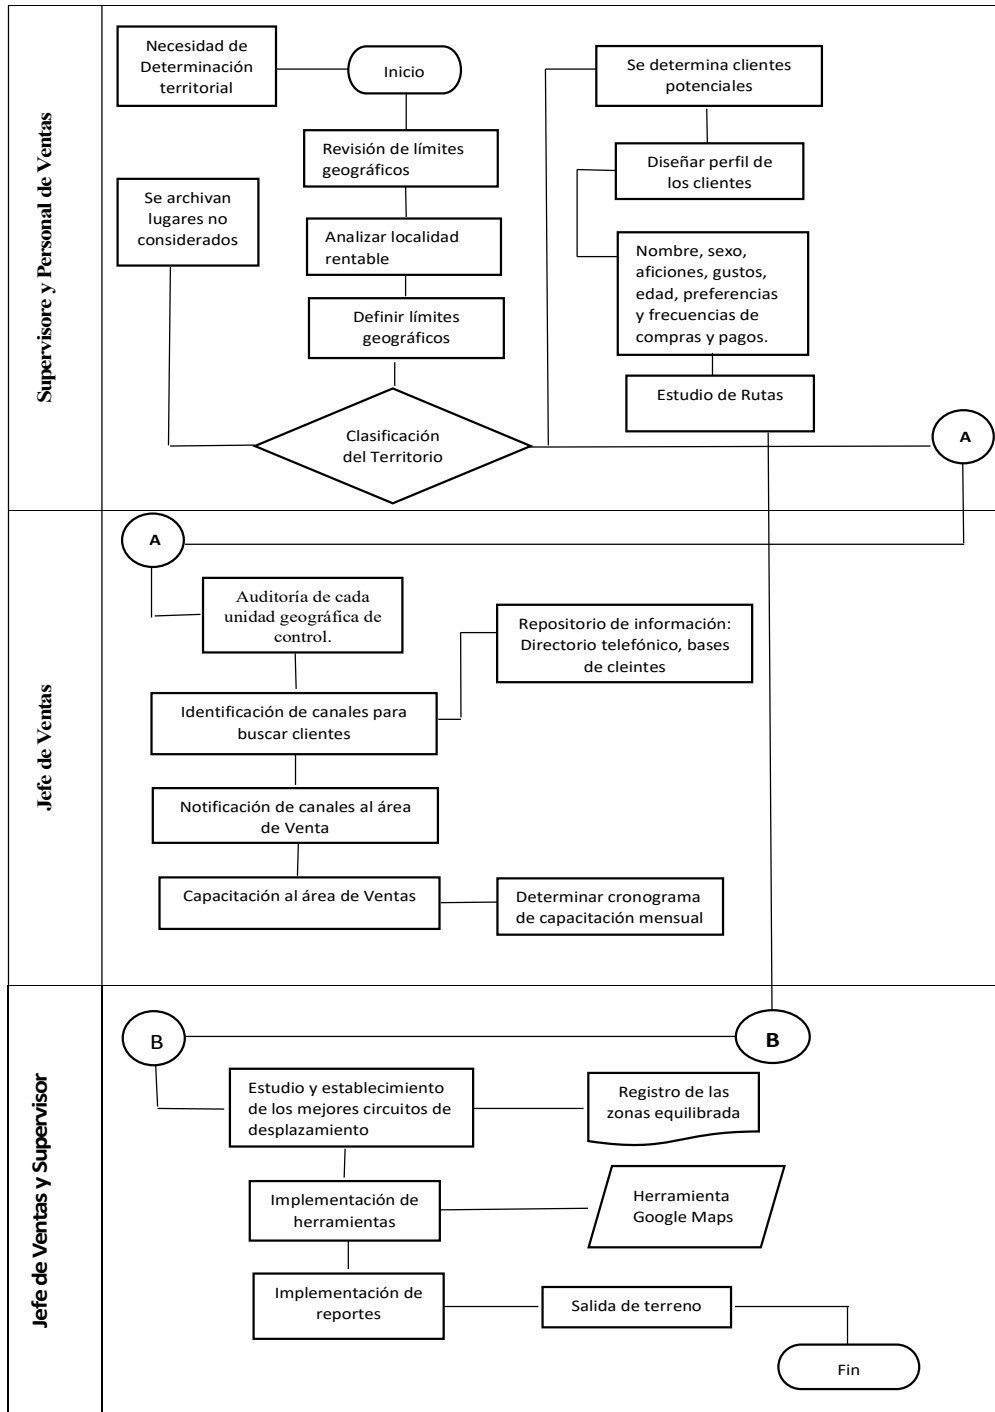 Supervisore y Personal de Ventas
Necesidad de
Determinación
territorial
Inicio
Revisión de límites
geográficos
Se archivan
lugares no
considerados
Analizar localidad
rentable
Definir límites
geográficos
Clasificación
del Territorio
Se determina clientes
potenciales
Diseñar perfil de
los clientes
Nombre, sexo,
aficiones, gustos,
edad, preferencias
y frecuencias de
compras y pagos.
Estudio de Rutas
A
Jefe de Ventas
A
Auditoría de cada
unidad geográfica de
control.
Repositorio de información:
Directorio telefónico, bases
de cleintes
Identificación de canales para
buscar clientes
Notificación de canales al área
de Venta
Capacitación al área de Ventas
Determinar cronograma
de capacitación mensual
Jefe de Ventas y Supervisor
B
B
Estudio y establecimiento
de los mejores circuitos de
desplazamiento
Registro de las
zonas equilibrada
Implementación de
herramientas
Herramienta
Google Maps
Implementación de
reportes
Salida de terreno
Fin